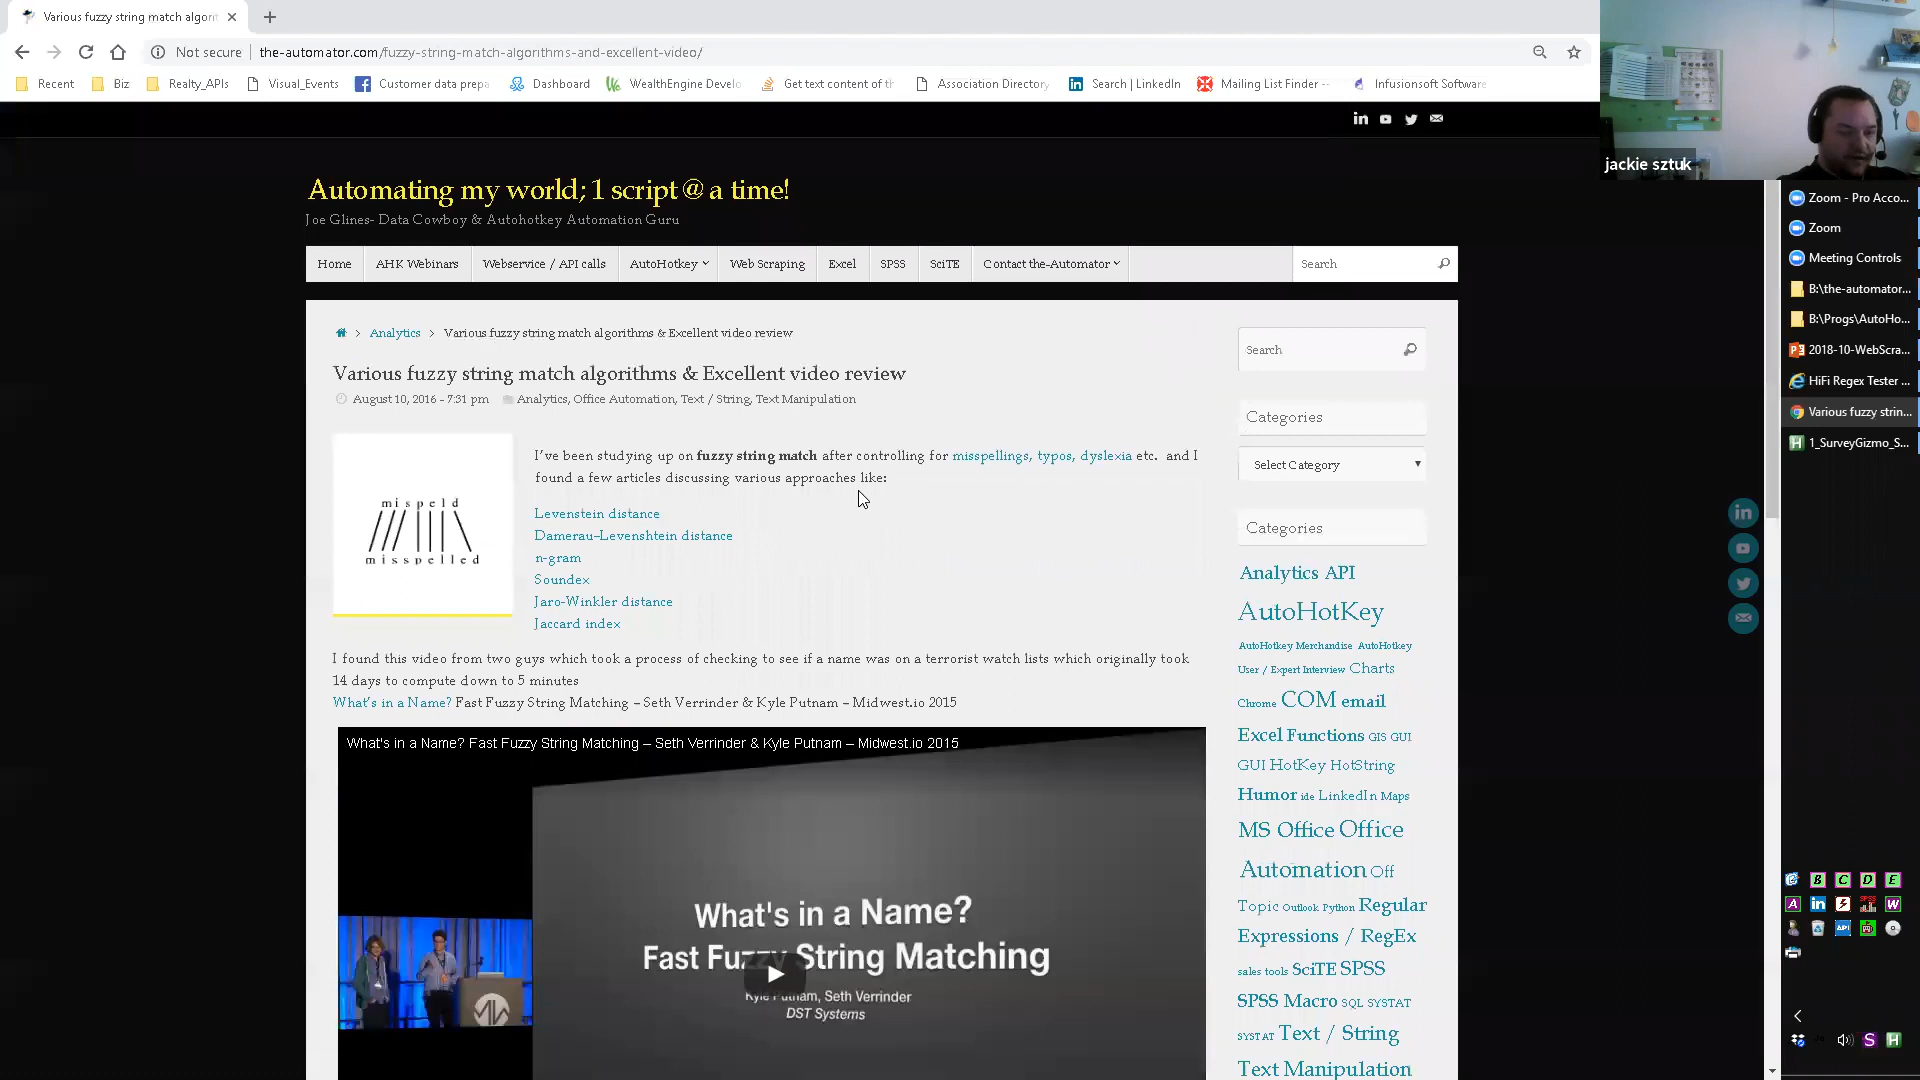 Various fuzzy string match algorit
Not secure
the-automator.com/fuzzy-string-match-algorithms-and-excellent-video/
Recent
Biz
Realty_APIs
Visual_Events
Customer data prepa
Dashboard
WealthEngine Develo
Get text content of th
Association Directory
Search | LinkedIn
Mailing List Finder --
Infusionsoft Software
jackie sztuk
Automating my world; 1 script @ a time!
Joe Glines- Data Cowboy & Autohotkey Automation Guru
Home
AHK Webinars
Webservice / API calls
AutoHotkey
Web Scraping
Excel
SPSS
SciTE
Contact the-Automator
Search
Analytics
Various fuzzy string match algorithms & Excellent video review
Various fuzzy string match algorithms & Excellent video review
August 10, 2016 - 7:31 pm
Analytics, Office Automation, Text / String, Text Manipulation
mispeld
misspelled
I've been studying up on fuzzy string match after controlling for misspellings, typos, dyslexia etc. and I
found a few articles discussing various approaches like:
Levenstein distance
Damerau–Levenshtein distance
n-gram
Soundex
Jaro-Winkler distance
Jaccard index
I found this video from two guys which took a process of checking to see if a name was on a terrorist watch lists which originally took
14 days to compute down to 5 minutes
What's in a Name? Fast Fuzzy String Matching – Seth Verrinder & Kyle Putnam – Midwest.io 2015
What's in a Name? Fast Fuzzy String Matching – Seth Verrinder & Kyle Putnam – Midwest.io 2015
What's in a Name?
Fast Fuzzy String Matching
Kyle Putnam, Seth Verrinder
DST Systems
Search
Categories
Select Category
Categories
Analytics API
AutoHotKey
AutoHotkey Merchandise AutoHotkey
User / Expert Interview Charts
Chrome COM email
Excel Functions GIS GUI
GUI HotKey HotString
Humor ide LinkedIn Maps
MS Office Office
Automation Off
Topic Outlook Python Regular
Expressions / RegEx
sales tools SciTE SPSS
SPSS Macro SQL SYSTAT
SYSTAT Text / String
Text Manipulation
Zoom - Pro Acco...
Zoom
Meeting Controls
B:\the-automator...
B:\Progs\AutoHo...
2018-10-WebScra...
HiFi Regex Tester ...
Various fuzzy strin...
1_SurveyGizmo_S...
B
C
D
E
A
in
SPSS
W
API
S
H